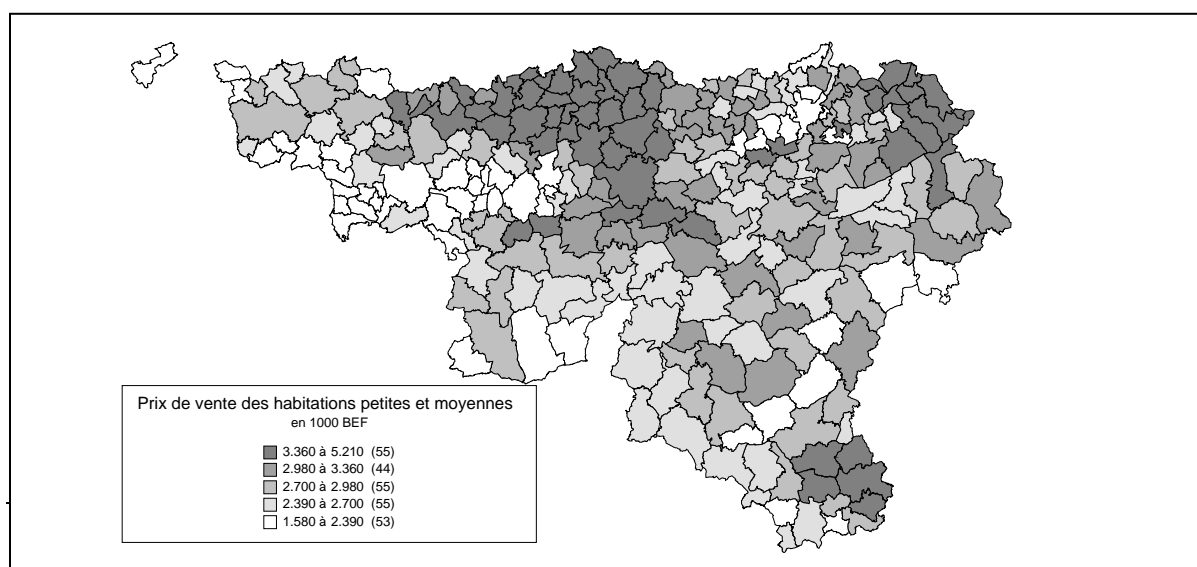 Prix de vente des habitations petites et moyennes
en 1000 BEF
3.360 à 5.210 (55)
2.980 à 3.360 (44)
2.700 à 2.980 (55)
2.390 à 2.700 (55)
1.580 à 2.390 (53)